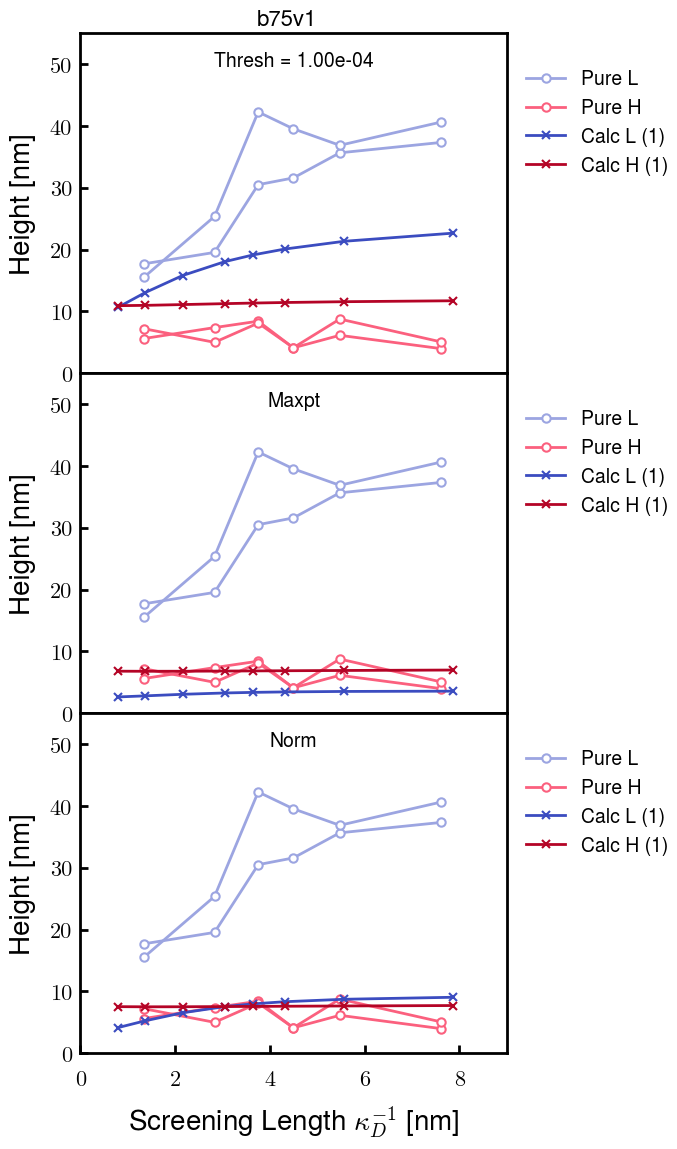 b75v1
Thresh = 1.00e-04
50
40
30
20
10
0
Height [nm]
Pure L
Pure H
Calc L (1)
Calc H (1)
Maxpt
50
40
30
20
10
0
Height [nm]
Pure L
Pure H
Calc L (1)
Calc H (1)
Norm
50
40
30
20
10
0
Height [nm]
Pure L
Pure H
Calc L (1)
Calc H (1)
0 2 4 6 8
Screening Length κ_D^{-1} [nm]